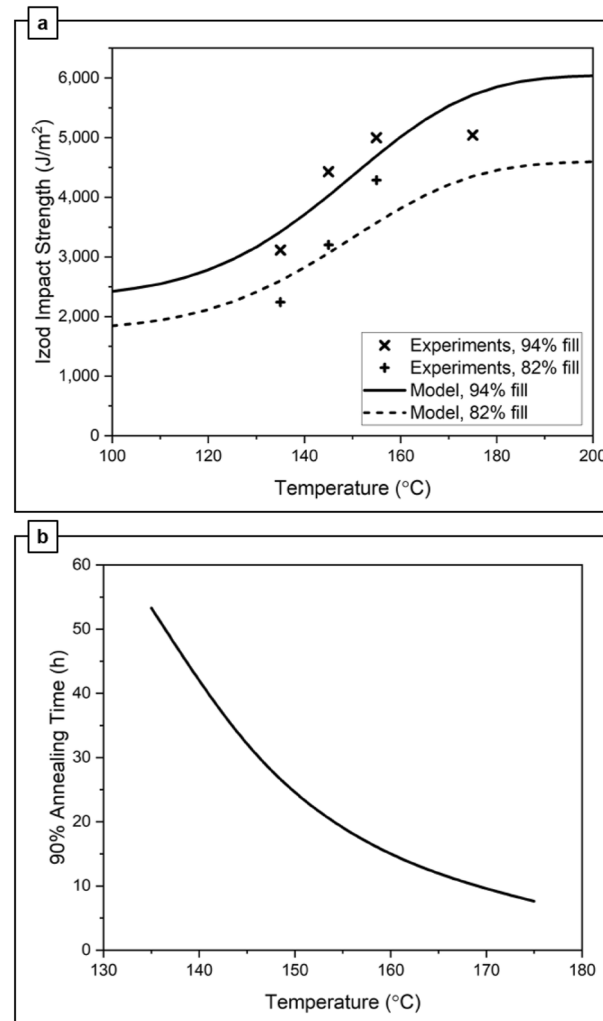 a
6,000
5,000
4,000
3,000
2,000
1,000
0
Izod Impact Strength (J/m²)
Experiments, 94% fill
Experiments, 82% fill
Model, 94% fill
Model, 82% fill
100 120 140 160 180 200
Temperature (°C)
b
60
50
40
30
20
10
0
90% Annealing Time (h)
130 140 150 160 170 180
Temperature (°C)